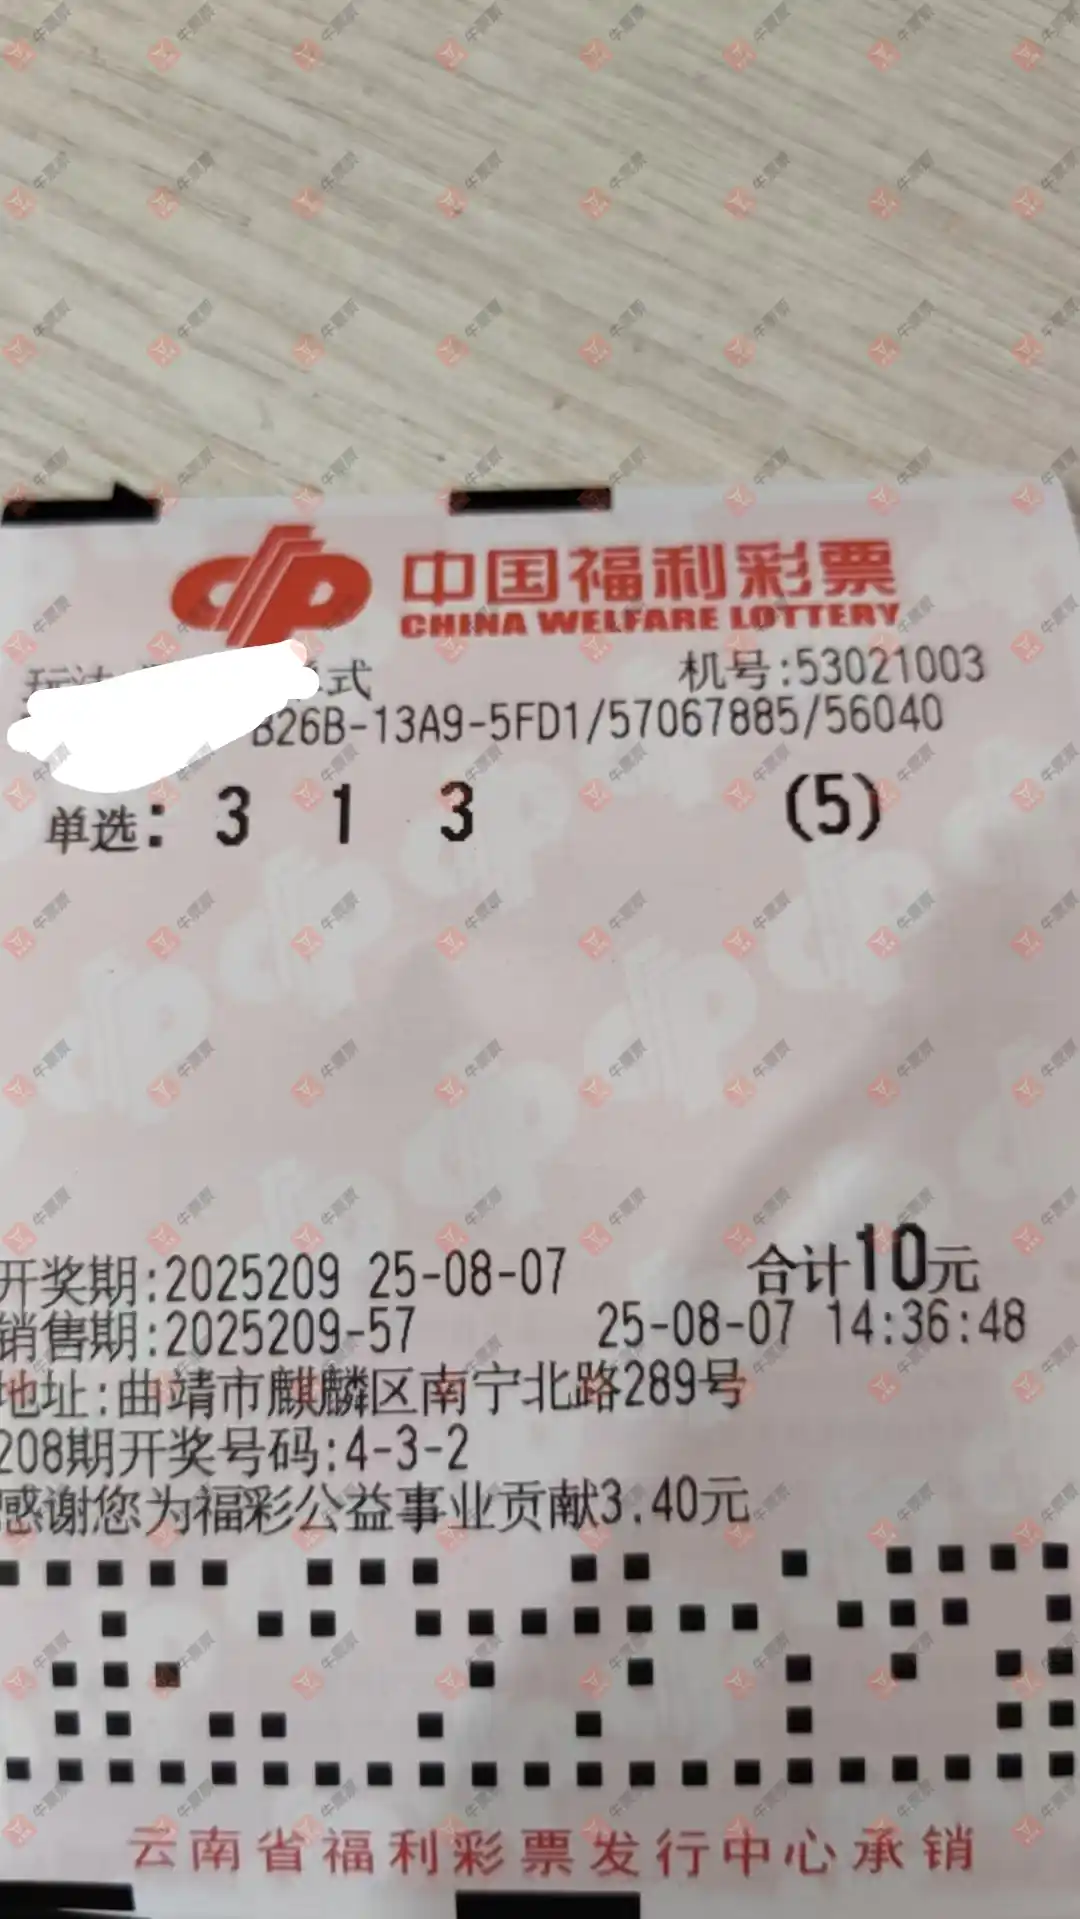 中国福利彩票
CHINA WELFARE LOTTERY
式 机号:53021003
B26B-13A9-5FD1/57067885/56040
单选: 3 1 3 (5)
开奖期:2025209 25-08-07 合计10元
销售期:2025209-57 25-08-07 14:36:48
地址:曲靖市麒麟区南宁北路289号
208期开奖号码:4-3-2
感谢您为福彩公益事业贡献3.40元
云南省福利彩票发行中心承销